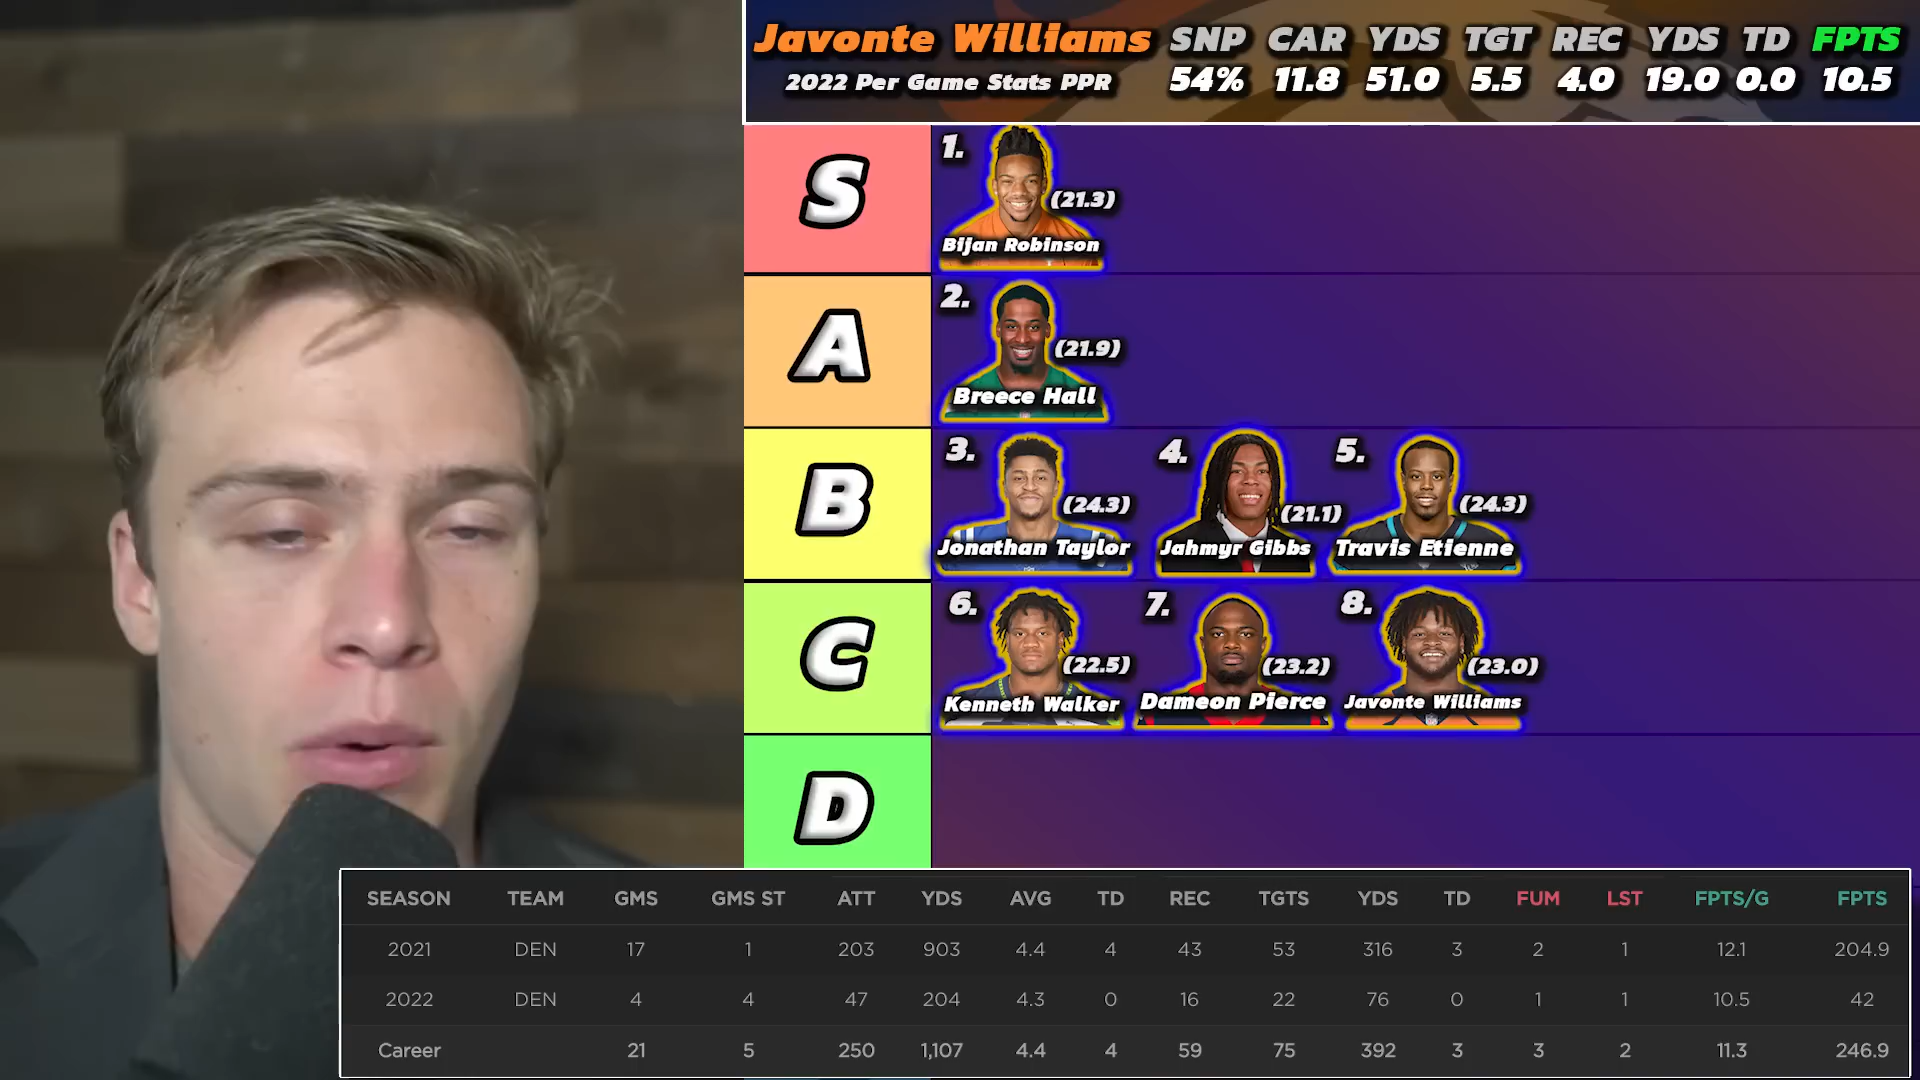 Javonte Williams SNP CAR YDS TGT REC YDS TD FPTS
2022 Per Game Stats PPR 54% 11.8 51.0 5.5 4.0 19.0 0.0 10.5
S
1.
(21.3)
Bijan Robinson
A
2.
(21.9)
Breece Hall
B
3. 4. 5.
(24.3) (21.1) (24.3)
Jonathan Taylor Jahmyr Gibbs Travis Etienne
C
6. 7. 8.
(22.5) (23.2) (23.0)
Kenneth Walker Dameon Pierce Javonte Williams
D
SEASON TEAM GMS GMS ST ATT YDS AVG TD REC TGTS YDS TD FUM LST FPTS/G FPTS
2021 DEN 17 1 203 903 4.4 4 43 53 316 3 2 1 12.1 204.9
2022 DEN 4 4 47 204 4.3 0 16 22 76 0 1 1 10.5 42
Career 21 5 250 1,107 4.4 4 59 75 392 3 3 2 11.3 246.9